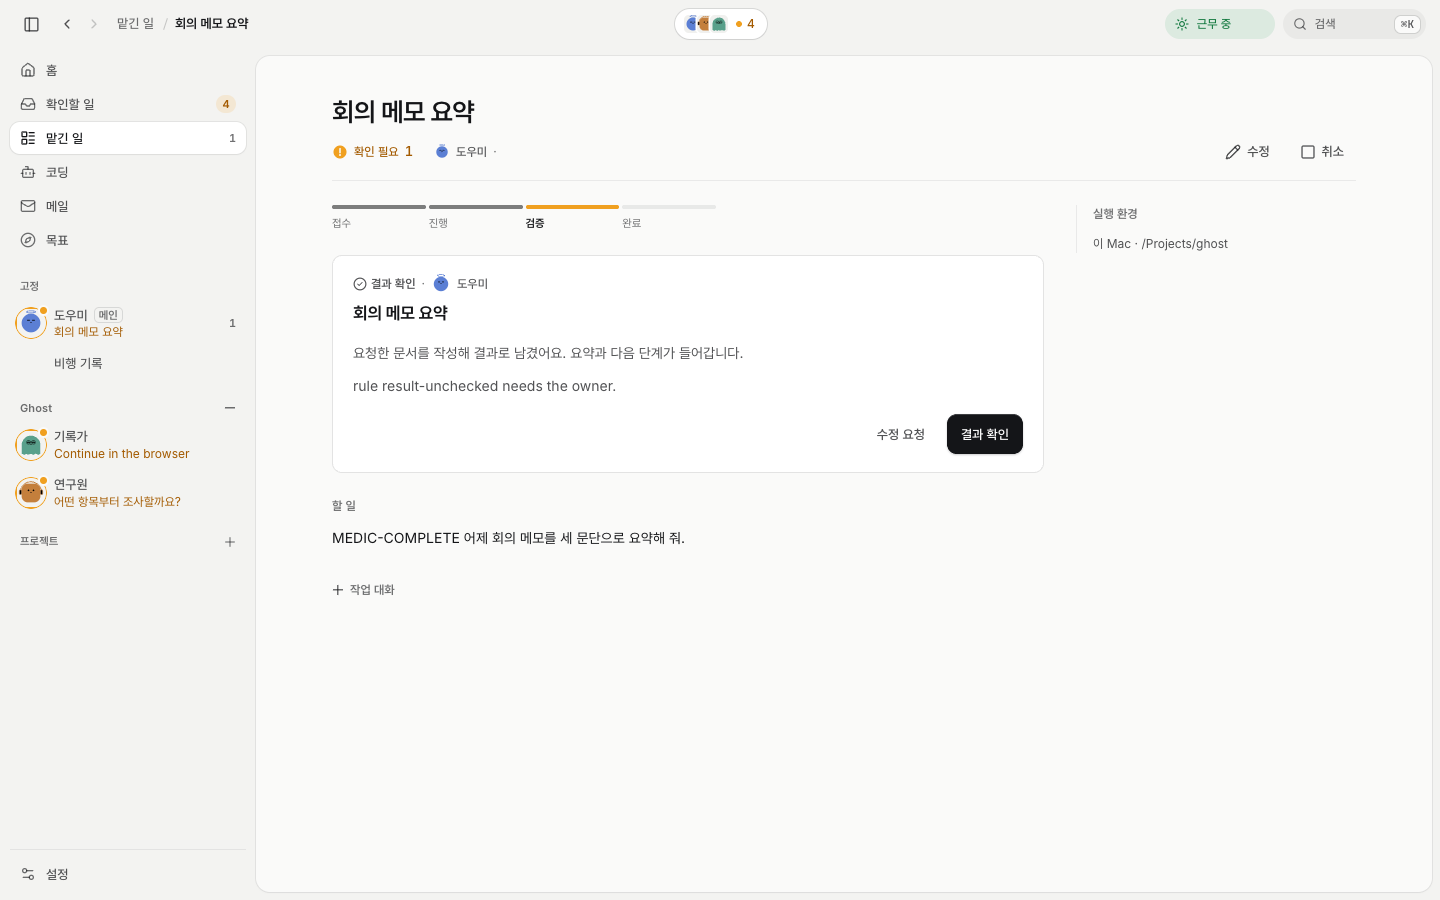 맡긴 일 / 회의 메모 요약
4
근무 중
검색 ⌘K
홈
확인할 일 4
맡긴 일 1
코딩
메일
목표
고정
도우미 메인
회의 메모 요약
1
비행 기록
Ghost
기록가
Continue in the browser
연구원
어떤 항목부터 조사할까요?
프로젝트
설정
회의 메모 요약
확인 필요 1 도우미 ·
수정 취소
접수 진행 검증 완료
실행 환경
이 Mac · /Projects/ghost
결과 확인 · 도우미
회의 메모 요약
요청한 문서를 작성해 결과로 남겼어요. 요약과 다음 단계가 들어갑니다.
rule result-unchecked needs the owner.
수정 요청 결과 확인
할 일
MEDIC-COMPLETE 어제 회의 메모를 세 문단으로 요약해 줘.
작업 대화